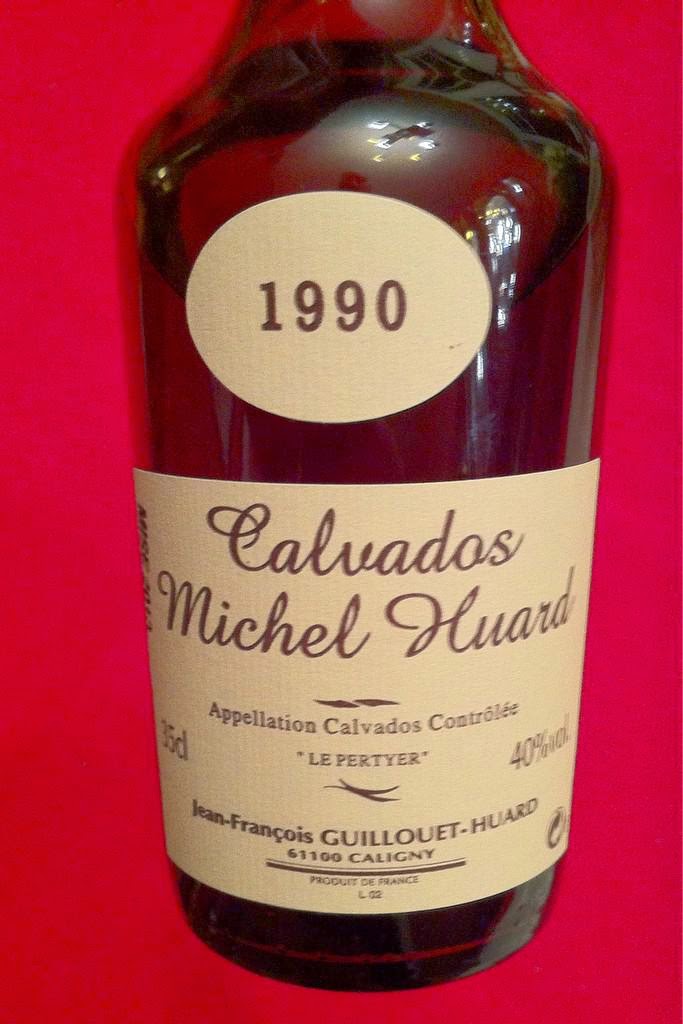 1990
Calvados
Michel Huard
Appellation Calvados Contrôlée
"LE PERTYER"
35cl
40%vol.
Jean-François GUILLOUET-HUARD
61100 CALIGNY
PRODUIT DE FRANCE
L 02